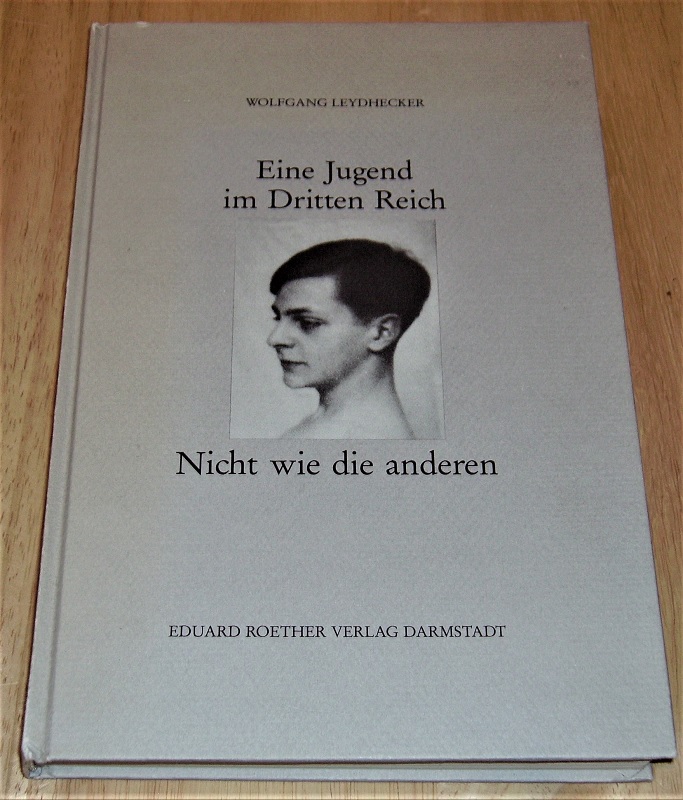 WOLFGANG LEYDHECKER
Eine Jugend
im Dritten Reich
Nicht wie die anderen
EDUARD ROETHER VERLAG DARMSTADT